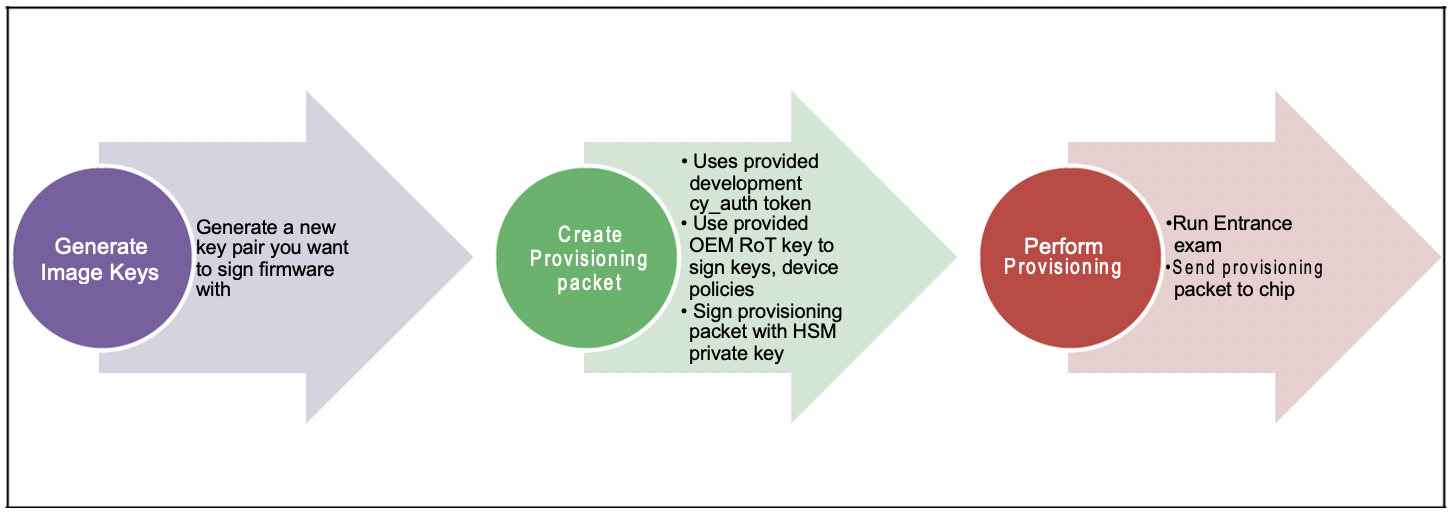 Generate
Image Keys
Generate a new
key pair you want
to sign firmware
with
Create
Provisioning
packet
• Uses provided
development
cy_auth token
• Use provided
OEM RoT key to
sign keys, device
policies
• Sign provisioning
packet with HSM
private key
Perform
Provisioning
•Run Entrance
exam
•Send provisioning
packet to chip